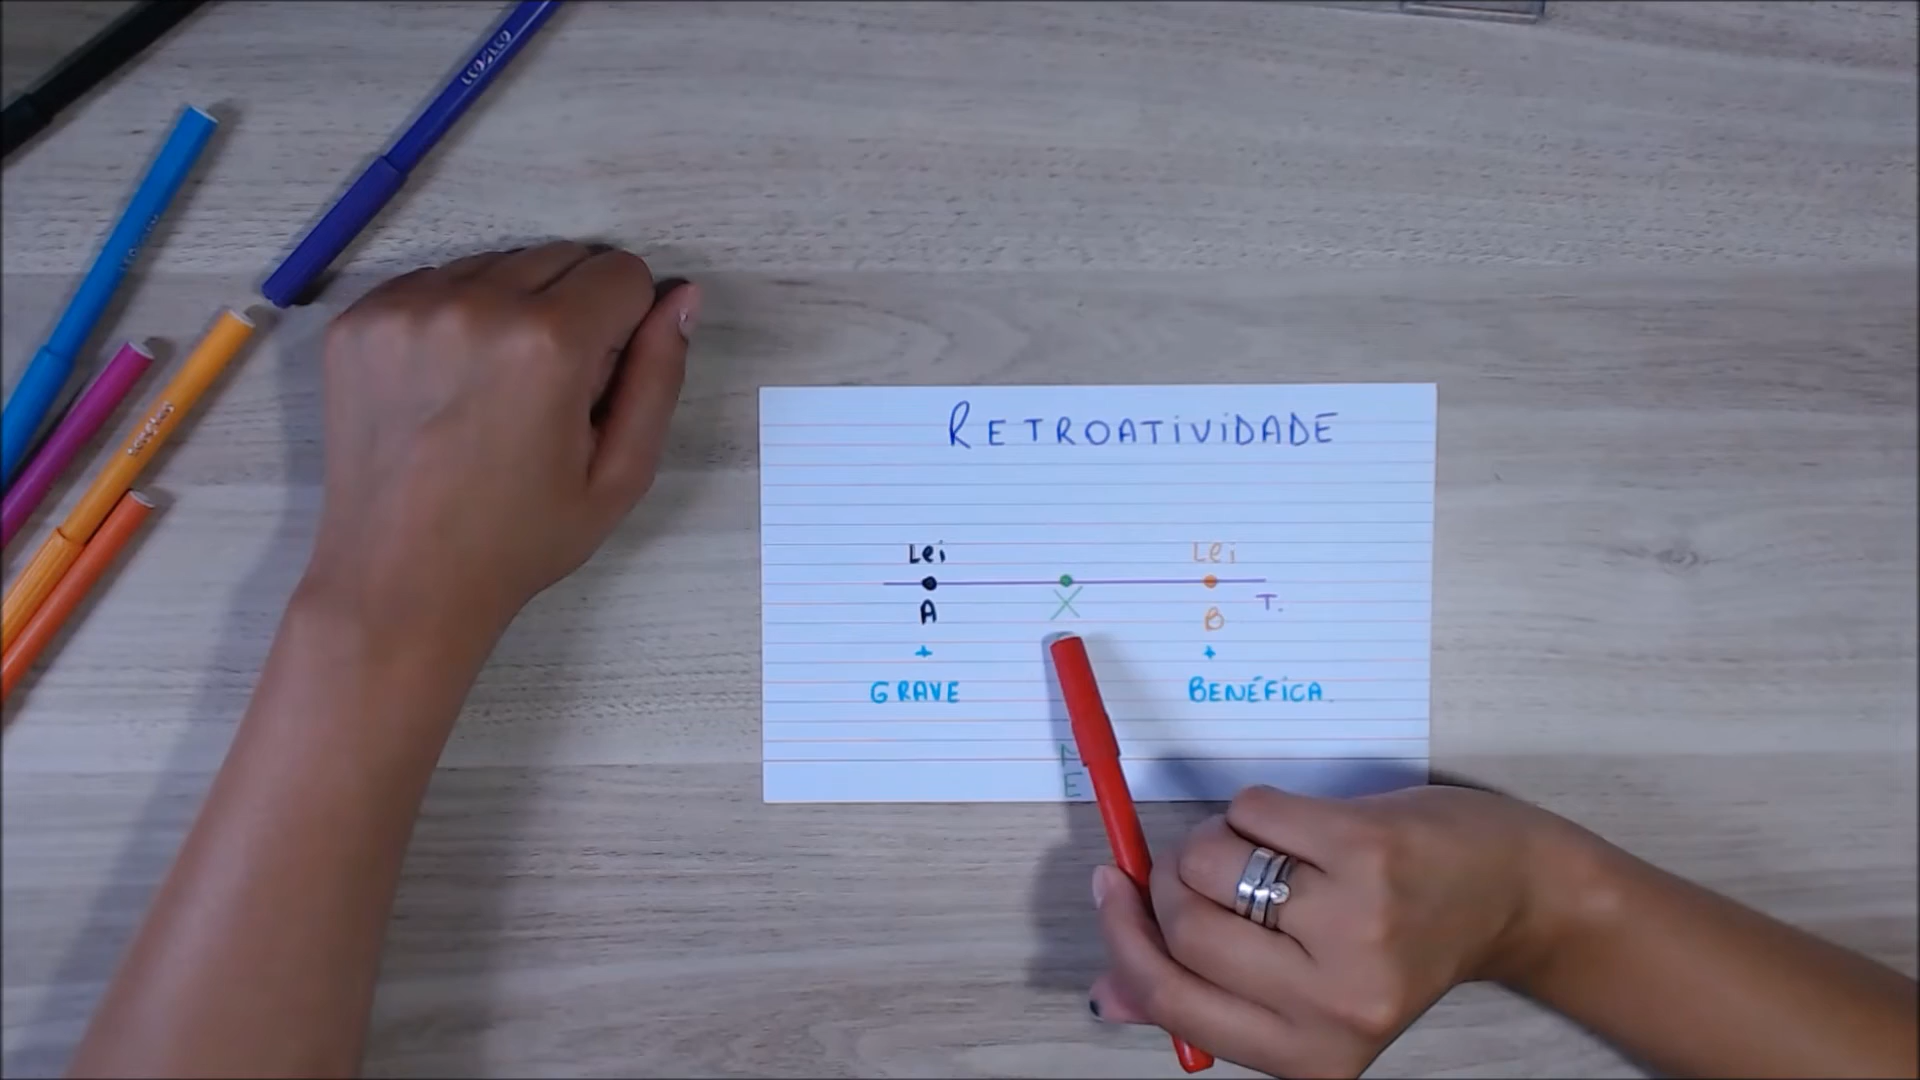 RETROATIVIDADE
Lei Lei
A X B T.
+ +
GRAVE BENÉFICA